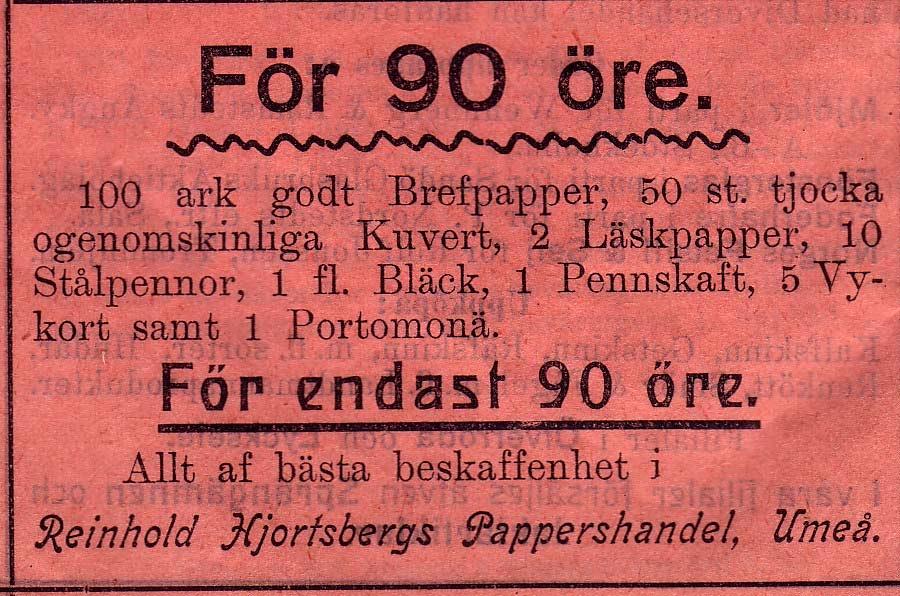 För 90 öre.
100 ark godt Brefpapper, 50 st. tjocka
ogenomskinliga Kuvert, 2 Läskpapper, 10
Stålpennor, 1 fl. Bläck, 1 Pennskaft, 5 Vy-
kort samt 1 Portomonä.
För endast 90 öre.
Allt af bästa beskaffenhet i
Reinhold Hjortsbergs Pappershandel, Umeå.